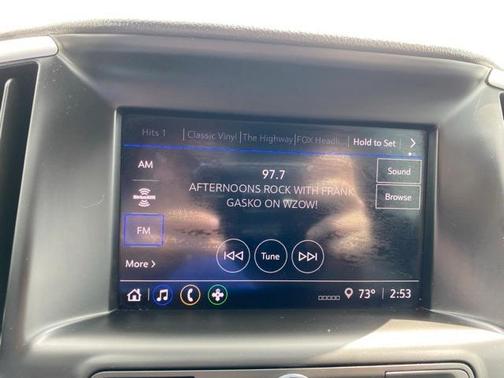 Hits 1 Classic Vinyl The Highway FOX Headli... Hold to Set >
AM
97.7
Sound
AFTERNOONS ROCK WITH FRANK
GASKO ON WZOW!
Browse
FM
Tune
More >
73° 2:53